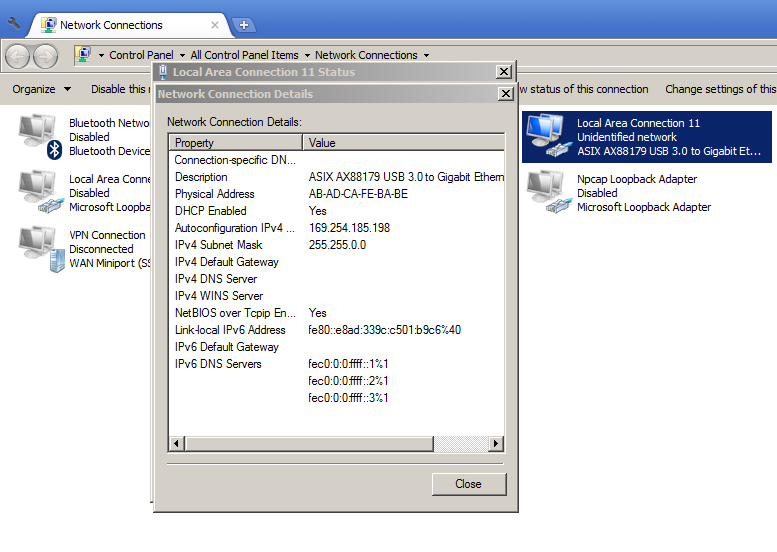 Network Connections
Control Panel All Control Panel Items Network Connections
Organize Disable this
w status of this connection Change settings of this
Bluetooth Netwo
Disabled
Bluetooth Device
Local Area Conne
Disabled
Microsoft Loopba
VPN Connection
Disconnected
WAN Miniport (SS
Local Area Connection 11 Status
Network Connection Details
Network Connection Details:
Property Value
Connection-specific DN...
Description ASIX AX88179 USB 3.0 to Gigabit Ethern
Physical Address AB-AD-CA-FE-BA-BE
DHCP Enabled Yes
Autoconfiguration IPv4 ... 169.254.185.198
IPv4 Subnet Mask 255.255.0.0
IPv4 Default Gateway
IPv4 DNS Server
IPv4 WINS Server
NetBIOS over Tcpip En... Yes
Link-local IPv6 Address fe80::e8ad:339c:c501:b9c6%40
IPv6 Default Gateway
IPv6 DNS Servers fec0:0:0:ffff::1%1
fec0:0:0:ffff::2%1
fec0:0:0:ffff::3%1
Close
Local Area Connection 11
Unidentified network
ASIX AX88179 USB 3.0 to Gigabit Et...
Npcap Loopback Adapter
Disabled
Microsoft Loopback Adapter